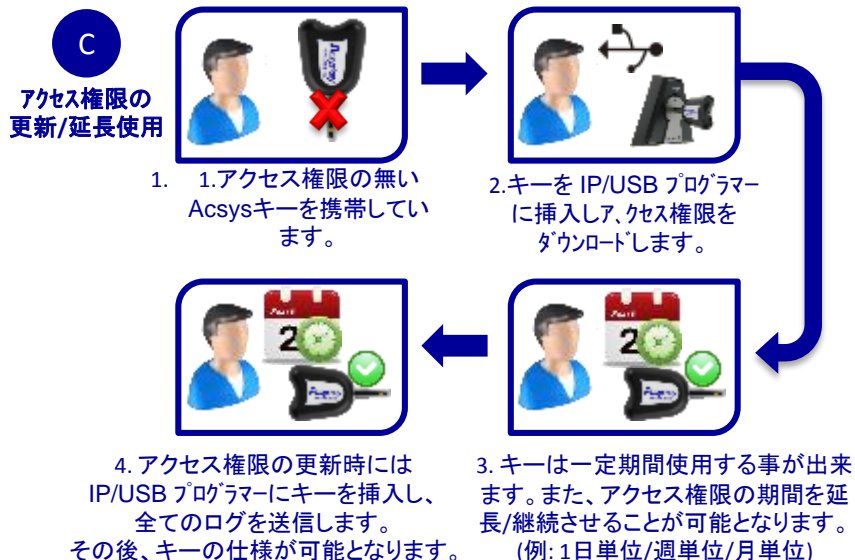 C
アクセス権限の
更新/延長使用
1. 1.アクセス権限の無い
Acsysキーを携帯してい
ます。
2.キーを IP/USB ﾌﾟﾛｸﾞﾗﾏｰ
に挿入しｱ､ｸｾｽ権限を
ﾀﾞｳﾝﾛｰﾄﾞします。
4. アクセス権限の更新時には
IP/USB ﾌﾟﾛｸﾞﾗﾏｰにキーを挿入し、
全てのログを送信します。
その後、キーの仕様が可能となります。
3. キーは一定期間使用する事が出来
ます。また、アクセス権限の期間を延
長/継続させることが可能となります。
(例: 1日単位/週単位/月単位)